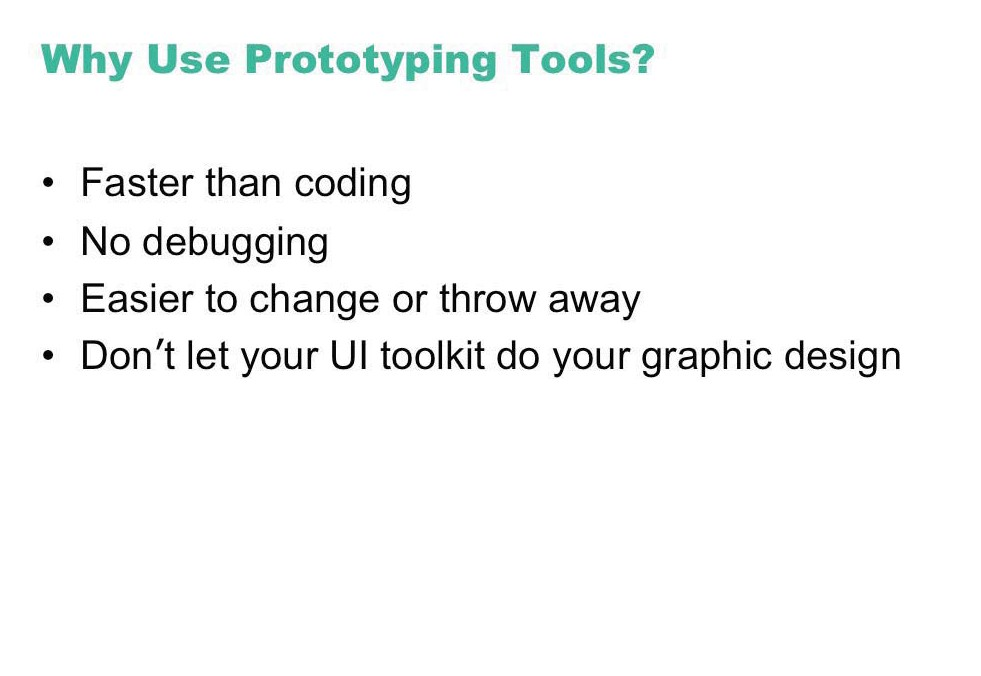 Why Use Prototyping Tools?
• Faster than coding
• No debugging
• Easier to change or throw away
• Don′t let your UI toolkit do your graphic design